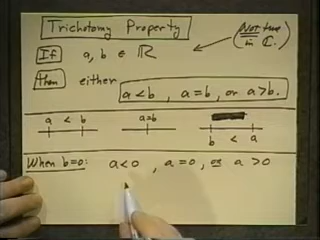 Trichotomy Property
(Not true in ℂ.)
If a, b ∈ ℝ
then either a < b , a = b , or a > b.
a < b
a=b
b < a
When b=0: a < 0 , a = 0 , or a > 0